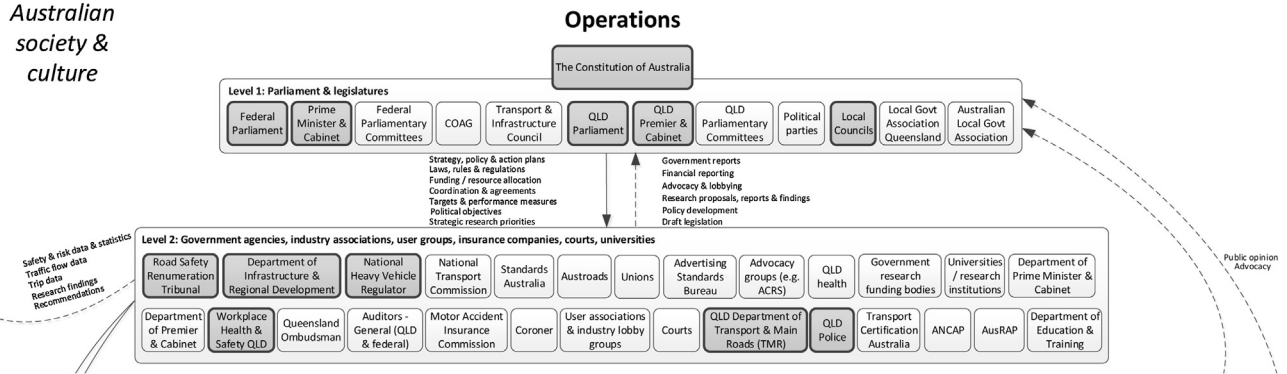 Australian
society &
culture
Operations
The Constitution of Australia
Level 1: Parliament & legislatures
Federal
Parliament
Prime
Minister &
Cabinet
Federal
Parliamentary
Committees
COAG
Transport &
Infrastructure
Council
QLD
Parliament
QLD
Premier &
Cabinet
QLD
Parliamentary
Committees
Political
parties
Local
Councils
Local Govt
Association
Queensland
Australian
Local Govt
Association
Strategy, policy & action plans
Laws, rules & regulations
Funding / resource allocation
Coordination & agreements
Targets & performance measures
Political objectives
Strategic research priorities
Government reports
Financial reporting
Advocacy & lobbying
Research proposals, reports & findings
Policy development
Draft legislation
Public opinion
Advocacy
Safety & risk data & statistics
Traffic flow data
Trip data
Research findings
Recommendations
Level 2: Government agencies, industry associations, user groups, insurance companies, courts, universities
Road Safety
Renumeration
Tribunal
Department of
Infrastructure &
Regional Development
National
Heavy Vehicle
Regulator
National
Transport
Commission
Standards
Australia
Austroads
Unions
Advertising
Standards
Bureau
Advocacy
groups (e.g.
ACRS)
QLD
health
Government
research
funding bodies
Universities
/ research
institutions
Department of
Prime Minister &
Cabinet
Department
of Premier
& Cabinet
Workplace
Health &
Safety QLD
Queensland
Ombudsman
Auditors -
General (QLD
& federal)
Motor Accident
Insurance
Commission
Coroner
User associations
& industry lobby
groups
Courts
QLD Department of
Transport & Main
Roads (TMR)
QLD
Police
Transport
Certification
Australia
ANCAP
AusRAP
Department of
Education &
Training